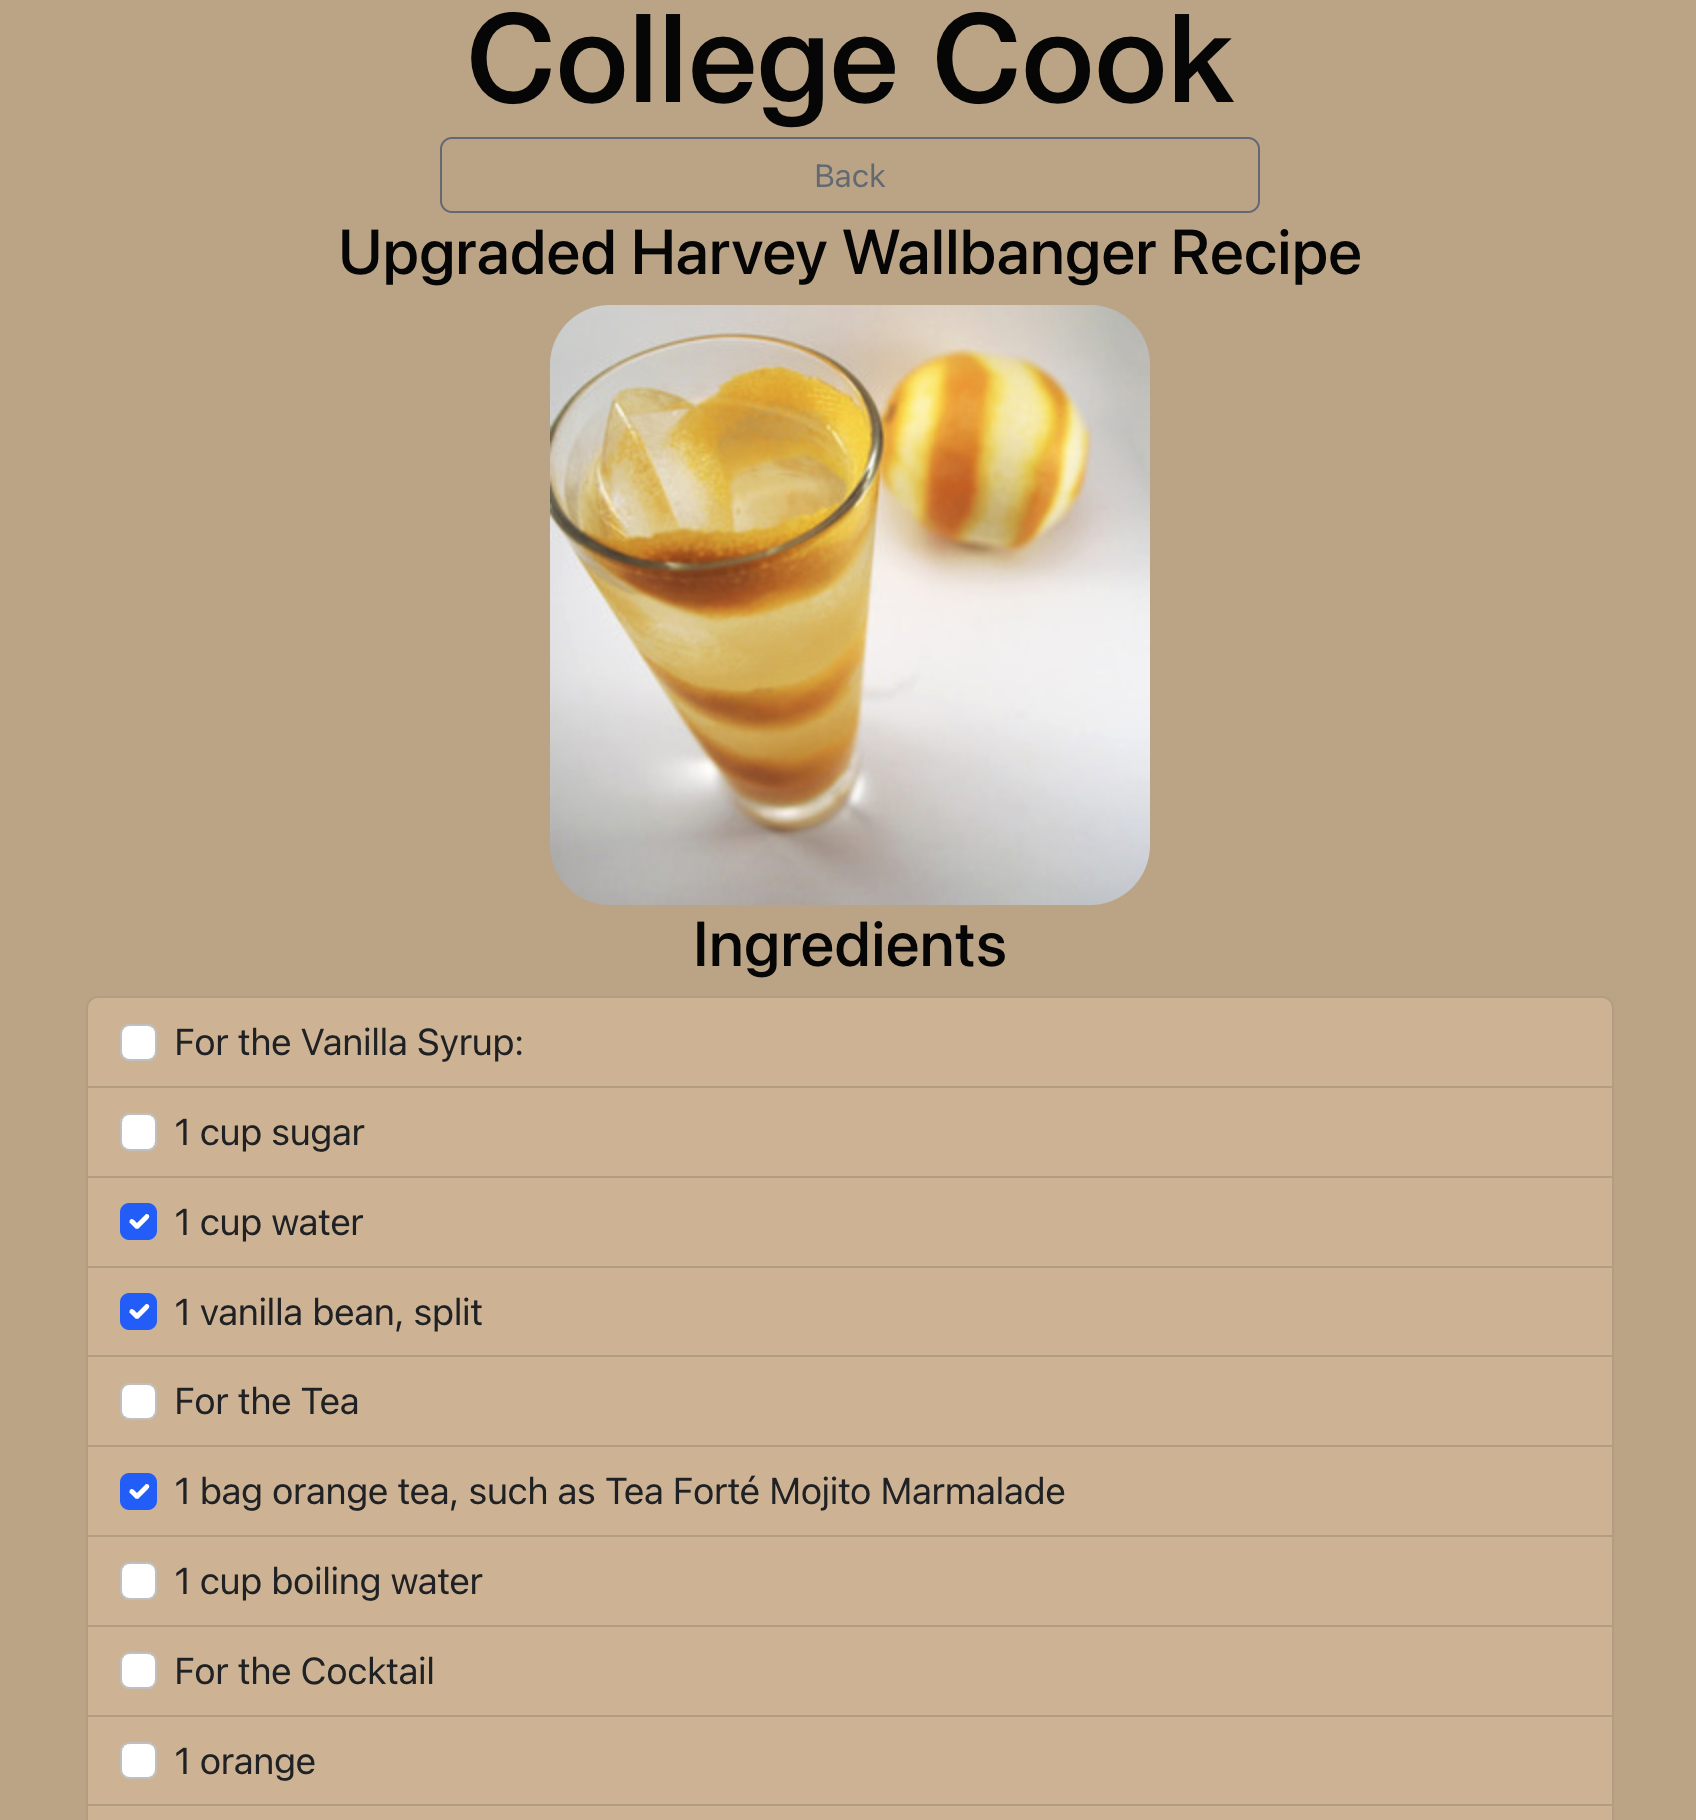 College Cook
Back
Upgraded Harvey Wallbanger Recipe
Ingredients
For the Vanilla Syrup:
1 cup sugar
1 cup water
1 vanilla bean, split
For the Tea
1 bag orange tea, such as Tea Forté Mojito Marmalade
1 cup boiling water
For the Cocktail
1 orange